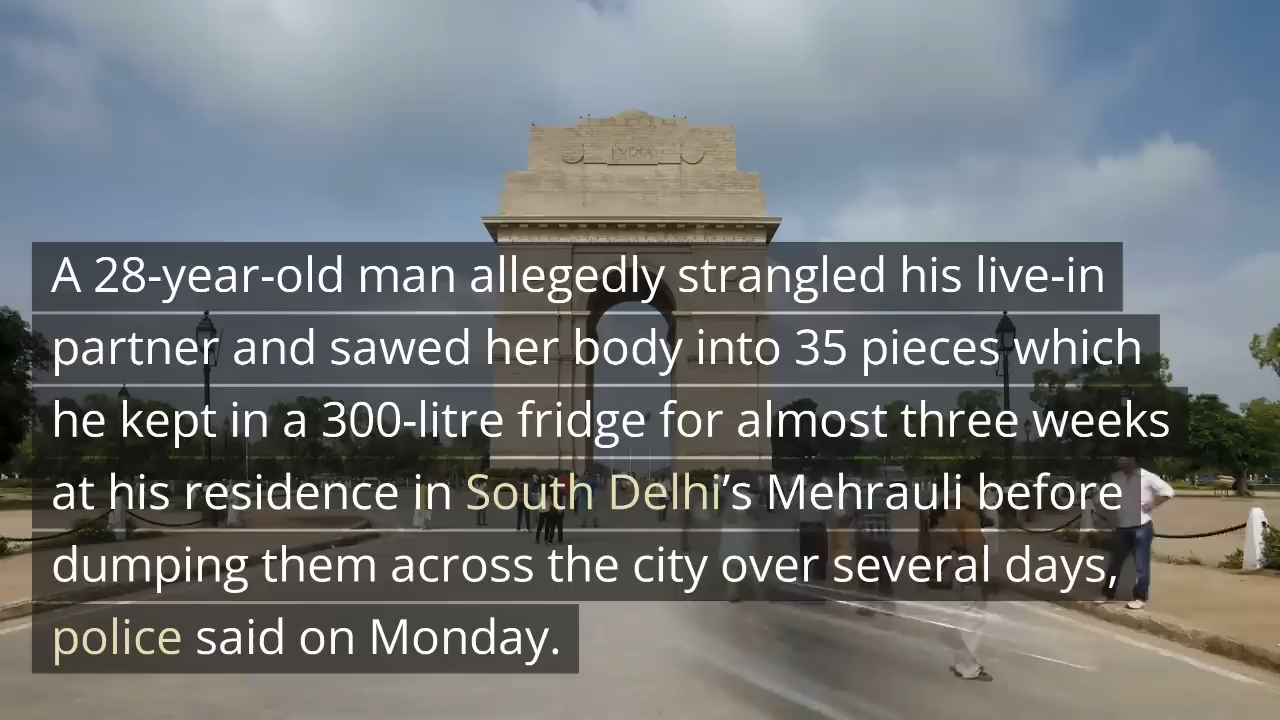 INDIA
A 28-year-old man allegedly strangled his live-in
partner and sawed her body into 35 pieces which
he kept in a 300-litre fridge for almost three weeks
at his residence in South Delhi’s Mehrauli before
dumping them across the city over several days,
police said on Monday.